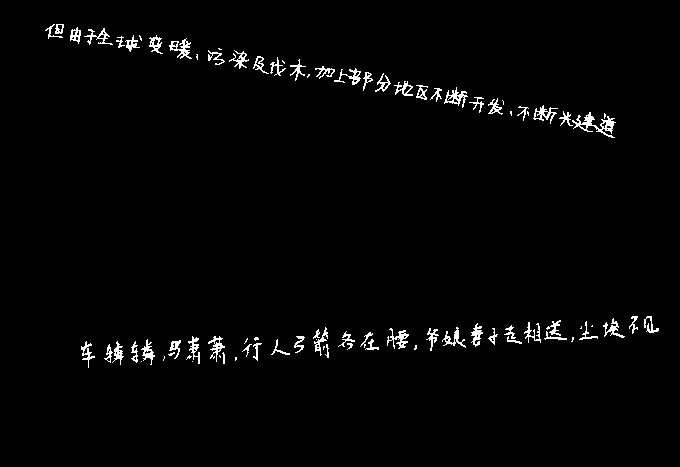 但由于全球变暖、污染及伐木,加上部分地区不断开发、不断兴建道
车辚辚,马萧萧,行人弓箭各在腰,爷娘妻子走相送,尘埃不见